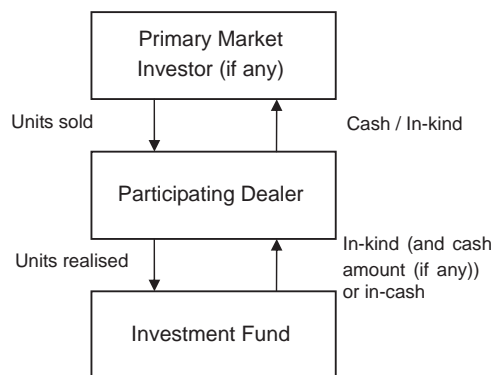 Primary Market
Investor (if any)
Units sold
Cash / In-kind
Participating Dealer
Units realised
In-kind (and cash
amount (if any))
or in-cash
Investment Fund